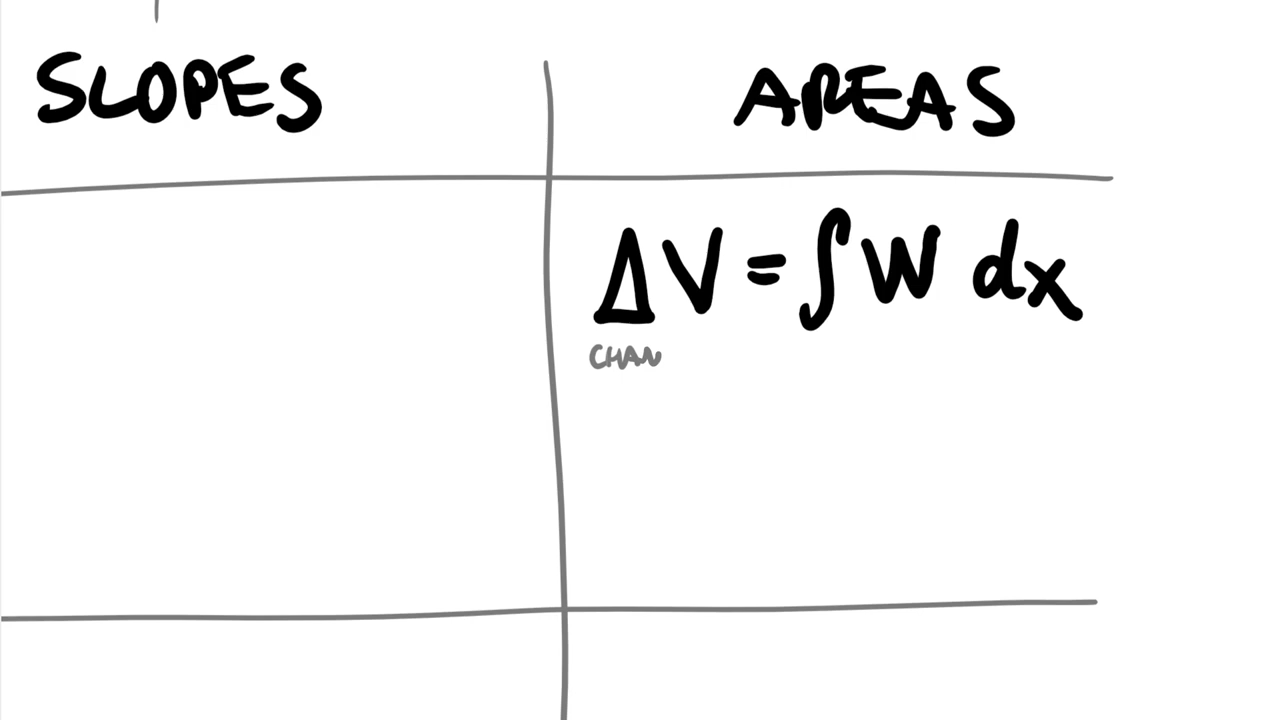 SLOPES AREAS
ΔV = ∫W dx
CHAN